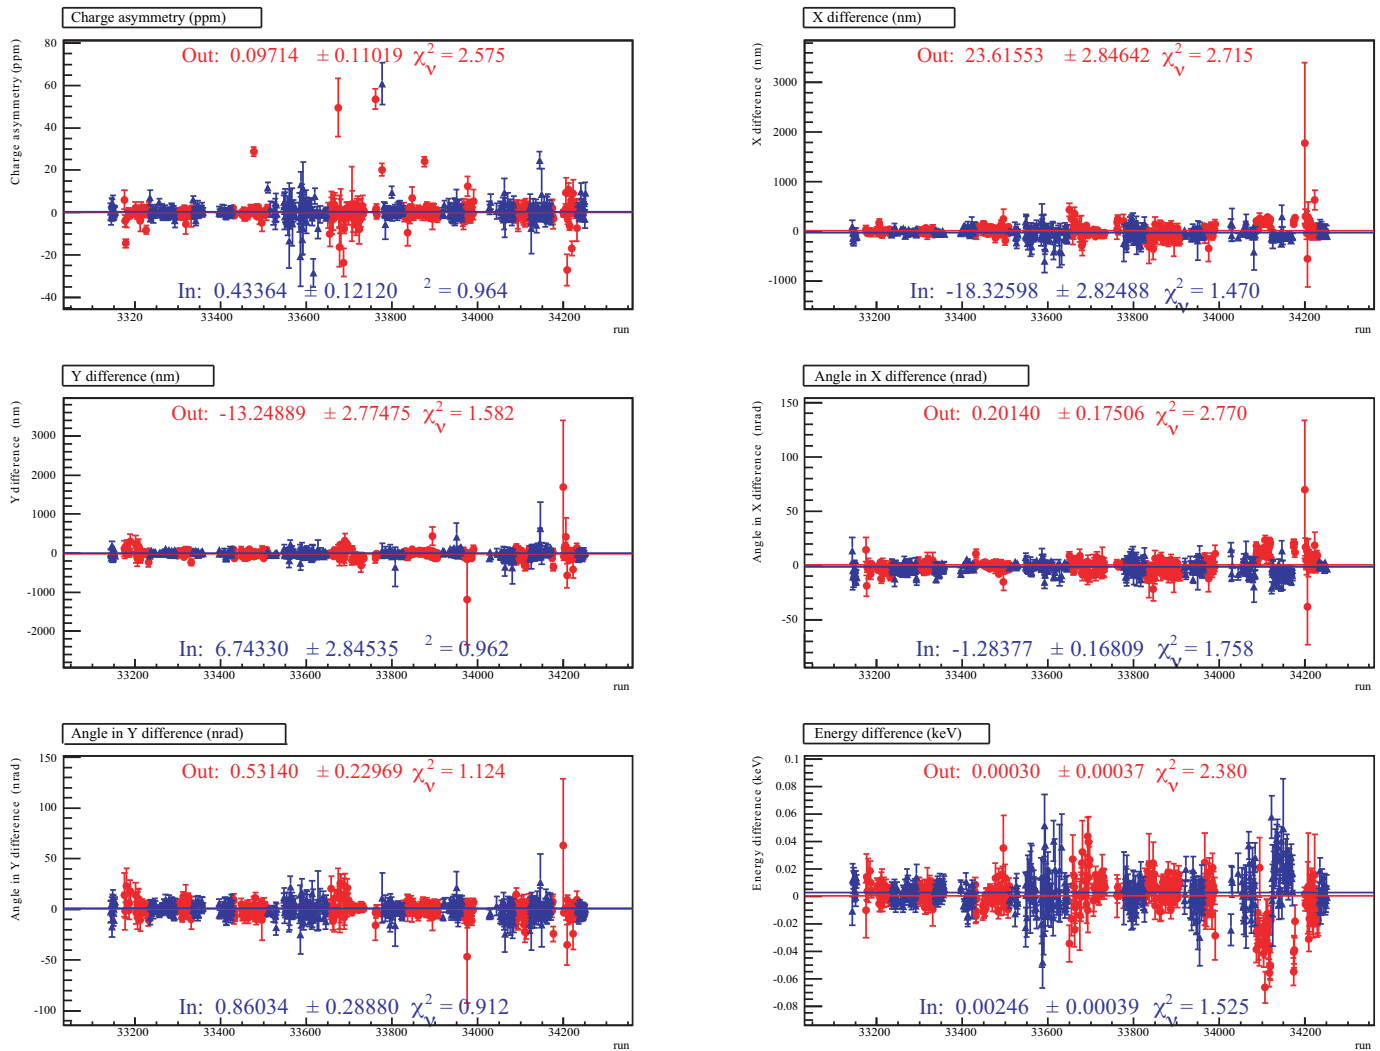 Charge asymmetry (ppm)
Charge asymmetry (ppm)
80
60
40
20
0
-20
-40
Out: 0.09714 ± 0.11019 χ²ν = 2.575
In: 0.43364 ± 0.12120 ² = 0.964
3320 33400 33600 33800 34000 34200
run
X difference (nm)
X difference (nm)
3000
2000
1000
0
-1000
Out: 23.61553 ± 2.84642 χ²ν = 2.715
In: -18.32598 ± 2.82488 χ²ν = 1.470
33200 33400 33600 33800 34000 34200
run
Y difference (nm)
Y difference (nm)
3000
2000
1000
0
-1000
-2000
Out: -13.24889 ± 2.77475 χ²ν = 1.582
In: 6.74330 ± 2.84535 ² = 0.962
33200 33400 33600 33800 34000 34200
run
Angle in X difference (nrad)
Angle in X difference (nrad)
150
100
50
0
-50
Out: 0.20140 ± 0.17506 χ²ν = 2.770
In: -1.28377 ± 0.16809 χ²ν = 1.758
33200 33400 33600 33800 34000 34200
run
Angle in Y difference (nrad)
Angle in Y difference (nrad)
150
100
50
0
-50
-100
Out: 0.53140 ± 0.22969 χ²ν = 1.124
In: 0.86034 ± 0.28880 χ²ν = 0.912
33200 33400 33600 33800 34000 34200
run
Energy difference (keV)
Energy difference (keV)
0.1
0.08
0.06
0.04
0.02
0
-0.02
-0.04
-0.06
-0.08
Out: 0.00030 ± 0.00037 χ²ν = 2.380
In: 0.00246 ± 0.00039 χ²ν = 1.525
33200 33400 33600 33800 34000 34200
run